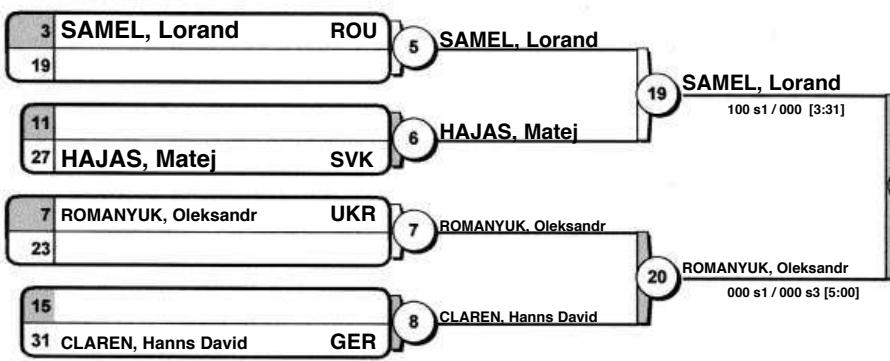 3 SAMEL, Lorand ROU
19
5 SAMEL, Lorand
11
27 HAJAS, Matej SVK
6 HAJAS, Matej
19 SAMEL, Lorand
100 s1 / 000 [3:31]
7 ROMANYUK, Oleksandr UKR
23
7 ROMANYUK, Oleksandr
15
31 CLAREN, Hanns David GER
8 CLAREN, Hanns David
20 ROMANYUK, Oleksandr
000 s1 / 000 s3 [5:00]